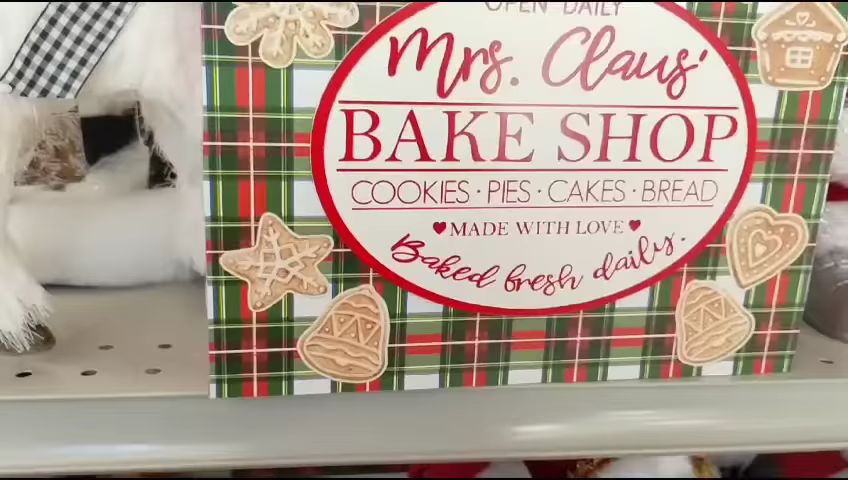 OPEN DAILY
Mrs. Claus'
BAKE SHOP
COOKIES · PIES · CAKES · BREAD
♥ MADE WITH LOVE ♥
Baked fresh daily.